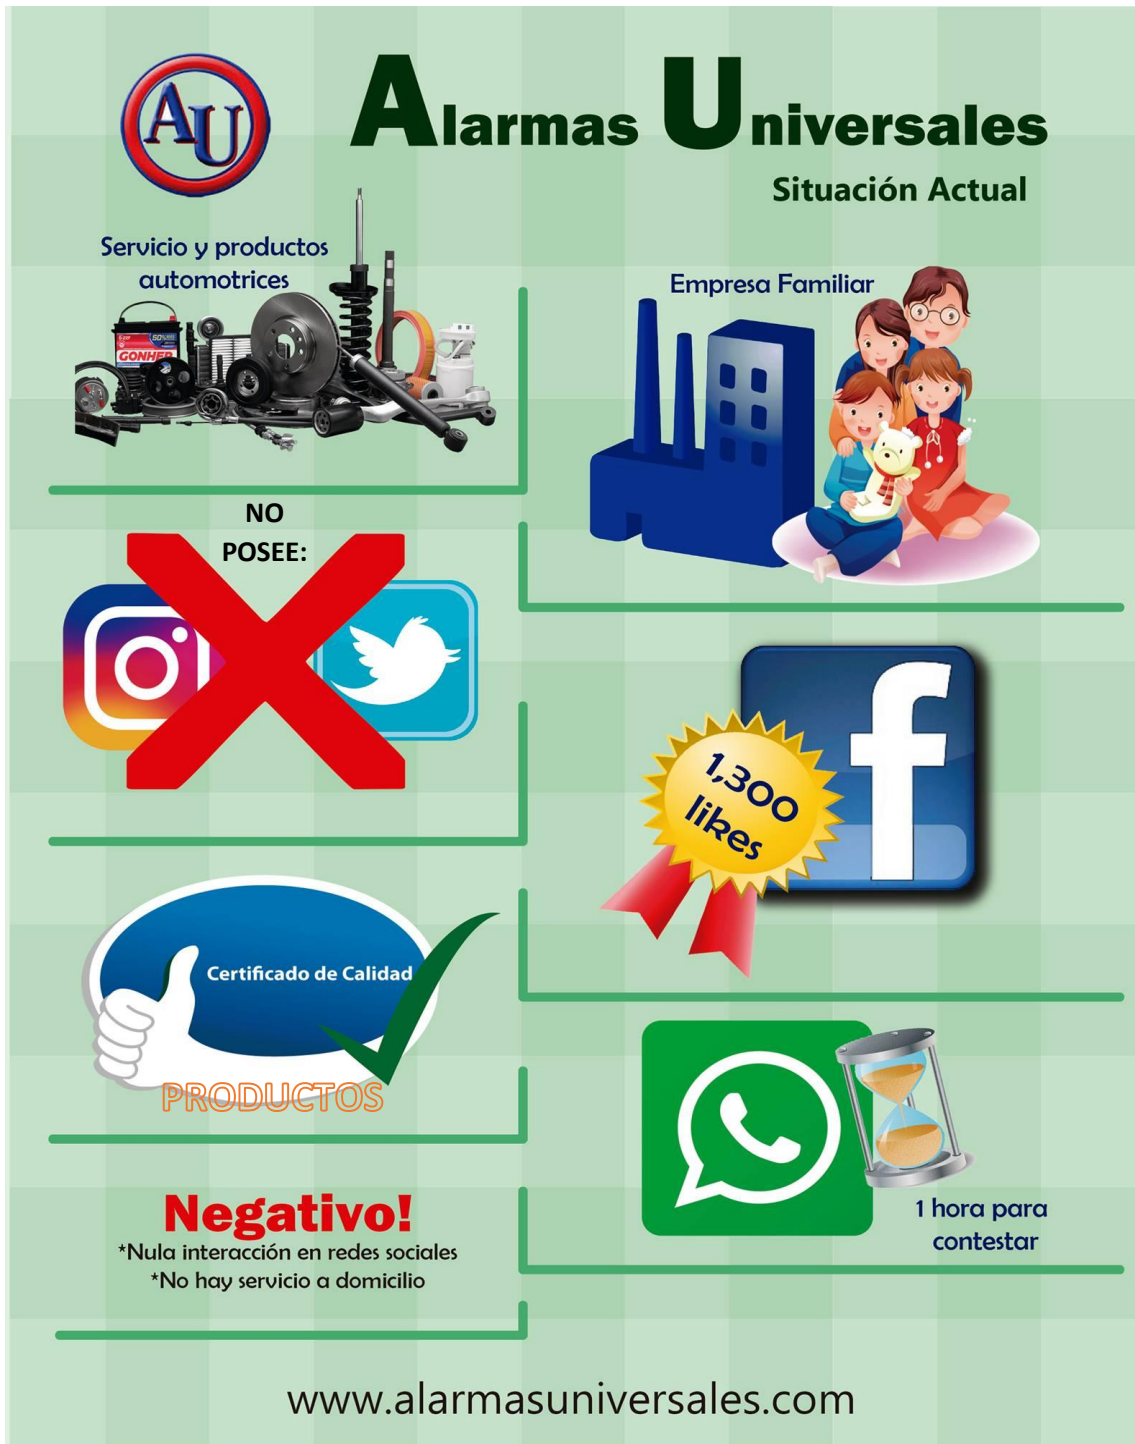 AU
Alarmas Universales
Situación Actual
Servicio y productos
automotrices
GONHER
Empresa Familiar
NO
POSEE:
1,300
likes
Certificado de Calidad
PRODUCTOS
1 hora para
contestar
Negativo!
*Nula interacción en redes sociales
*No hay servicio a domicilio
www.alarmasuniversales.com